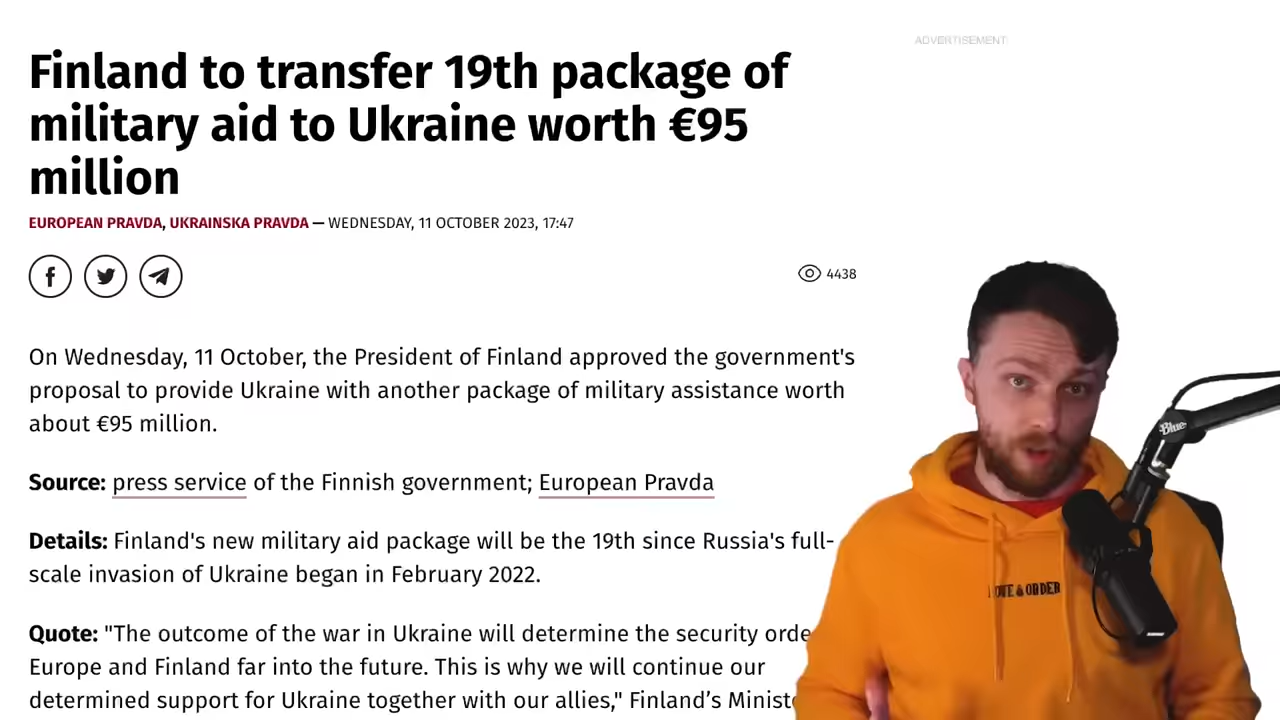 ADVERTISEMENT
Finland to transfer 19th package of
military aid to Ukraine worth €95
million
EUROPEAN PRAVDA, UKRAINSKA PRAVDA — WEDNESDAY, 11 OCTOBER 2023, 17:47
4438
On Wednesday, 11 October, the President of Finland approved the government's
proposal to provide Ukraine with another package of military assistance worth
about €95 million.
Source: press service of the Finnish government; European Pravda
Details: Finland's new military aid package will be the 19th since Russia's full-
scale invasion of Ukraine began in February 2022.
Quote: "The outcome of the war in Ukraine will determine the security
Europe and Finland far into the future. This is why we will continue our
determined support for Ukraine together with our allies," Finland’s
Blue
& ORDER